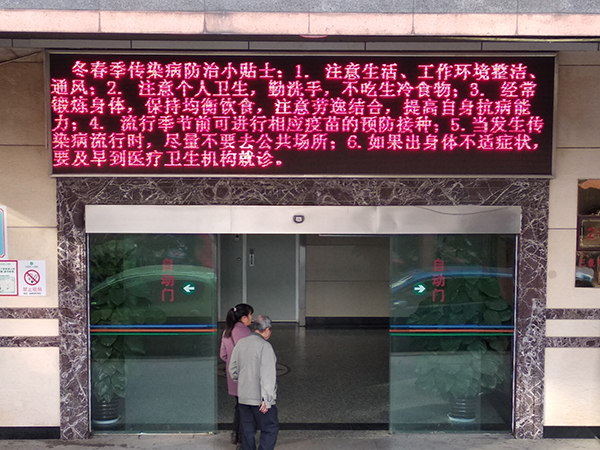 冬春季传染病防治小贴士；1. 注意生活、工作环境整洁、
通风；2. 注意个人卫生，勤洗手，不吃生冷食物；3. 经常
锻炼身体，保持均衡饮食，注意劳逸结合，提高自身抗病能
力；4. 流行季节前可进行相应疫苗的预防接种；5.当发生传
染病流行时，尽量不要去公共场所；6.如果出身体不适症状，
要及早到医疗卫生机构就诊。
自动门
自动门
禁止吸烟